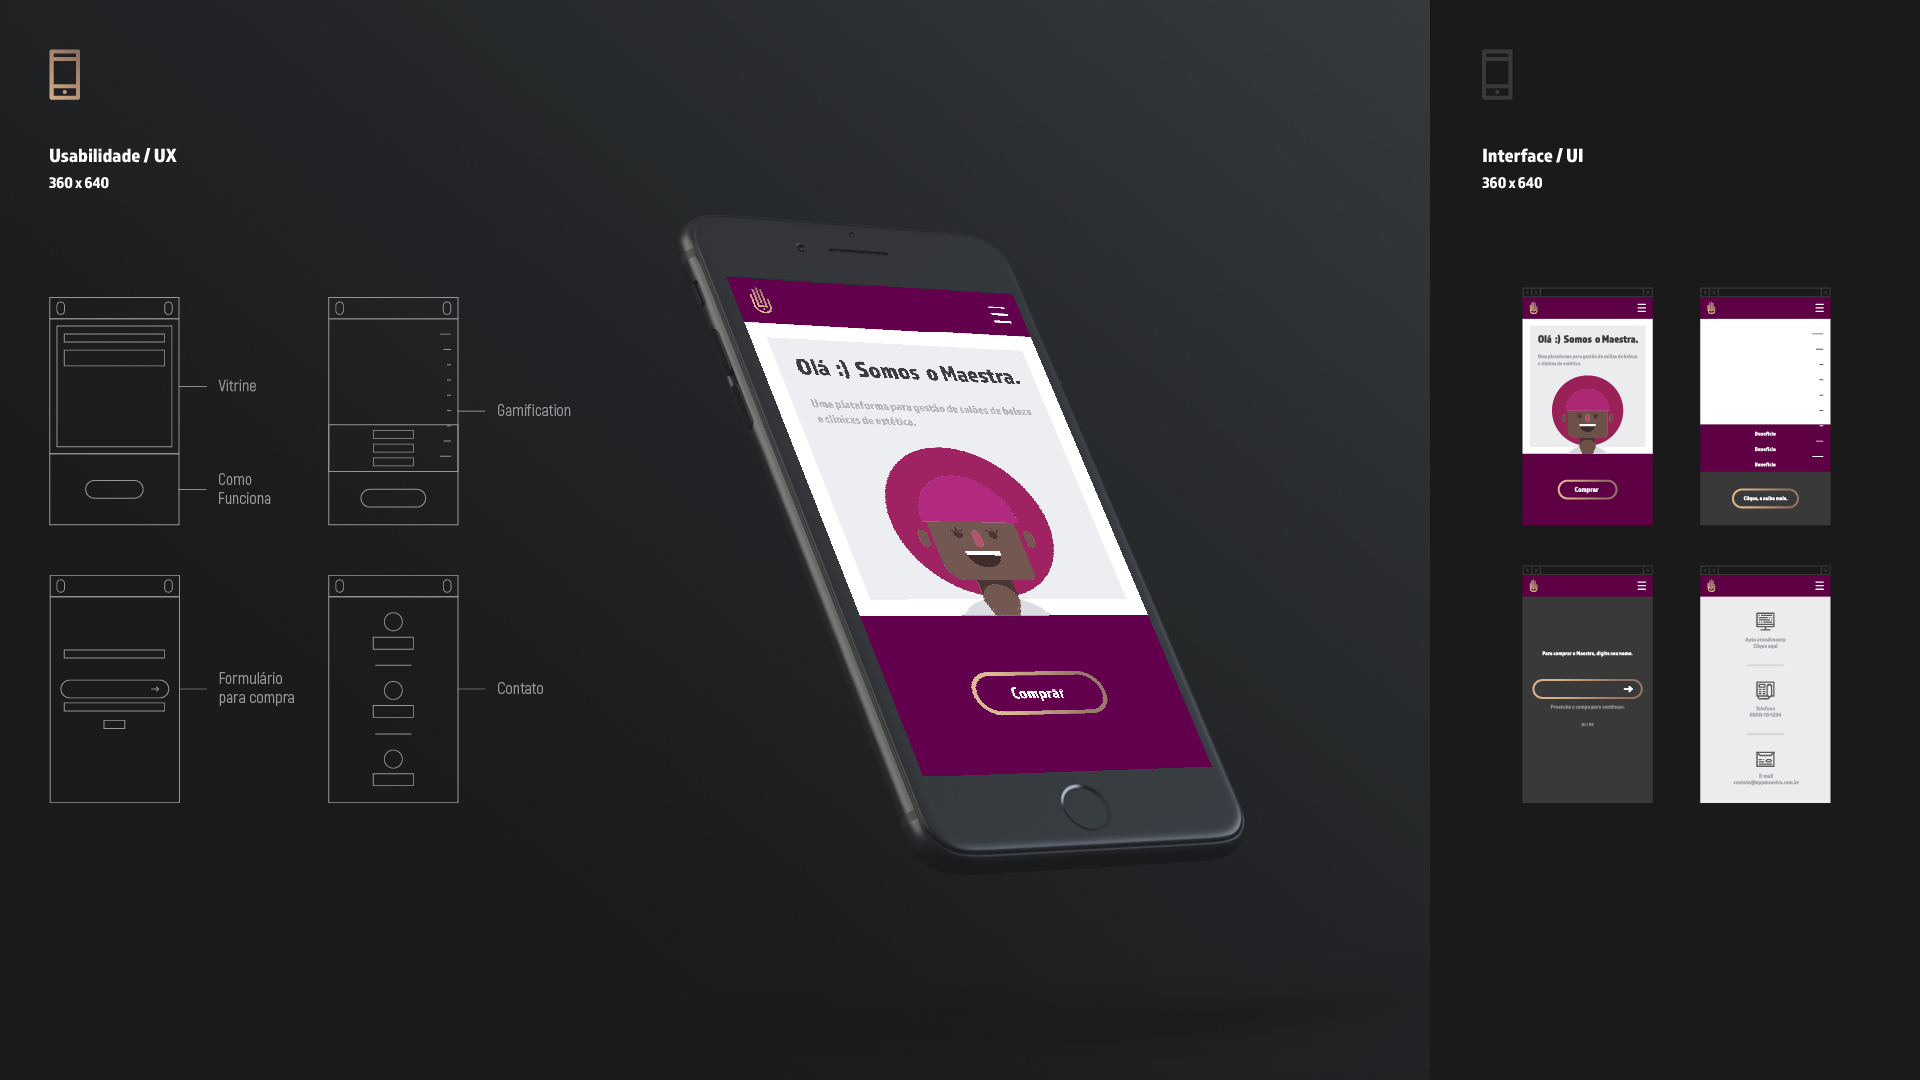 Usabilidade / UX
360 x 640
Vitrine
Como
Funciona
Gamification
Formulário
para compra
Contato
Olá :) Somos o Maestra.
Uma plataforma para gestão de salões de beleza
e clínicas de estética.
Comprar
Interface / UI
360 x 640
Olá :) Somos o Maestra.
Uma plataforma para gestão de salões de beleza
e clínicas de estética.
Comprar
Benefício
Benefício
Benefício
Clique, e saiba mais.
Para comprar o Maestra, digite seu nome.
Preencha o campo para continuar.
Auto atendimento
Clique aqui
Telefone
0800-10-1234
E-mail